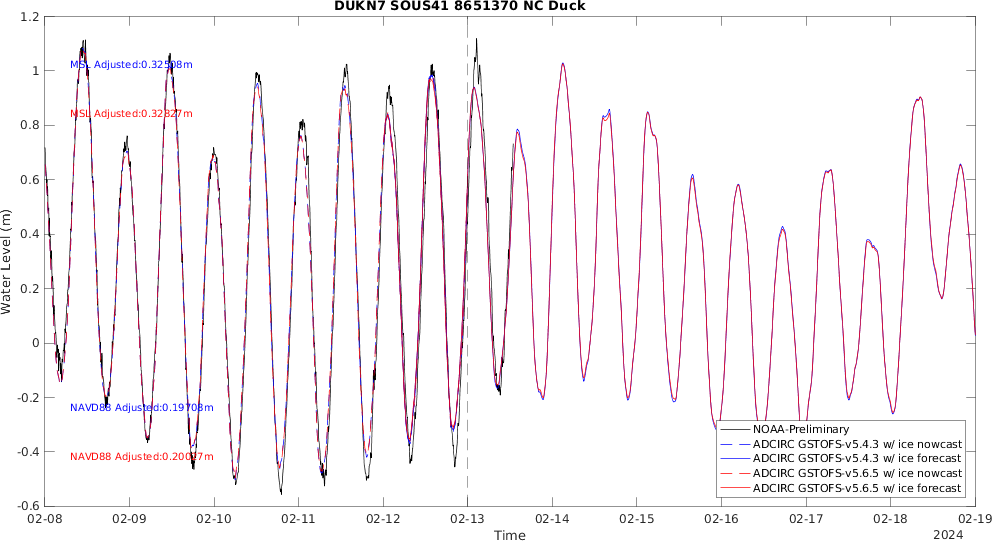 DUKN7 SOUS41 8651370 NC Duck
1.2
1
0.8
0.6
0.4
0.2
0
-0.2
-0.4
-0.6
Water Level (m)
MSL Adjusted:0.32508m
MSL Adjusted:0.32827m
NAVD88 Adjusted:0.19708m
NAVD88 Adjusted:0.20027m
NOAA-Preliminary
ADCIRC GSTOFS-v5.4.3 w/ ice nowcast
ADCIRC GSTOFS-v5.4.3 w/ ice forecast
ADCIRC GSTOFS-v5.6.5 w/ ice nowcast
ADCIRC GSTOFS-v5.6.5 w/ ice forecast
02-08 02-09 02-10 02-11 02-12 02-13 02-14 02-15 02-16 02-17 02-18 02-19
Time
2024